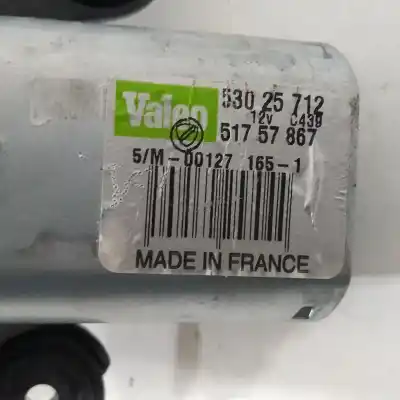 Valeo
530 25 712
12V C439
517 57 867
5/M-00127 165-1
MADE IN FRANCE